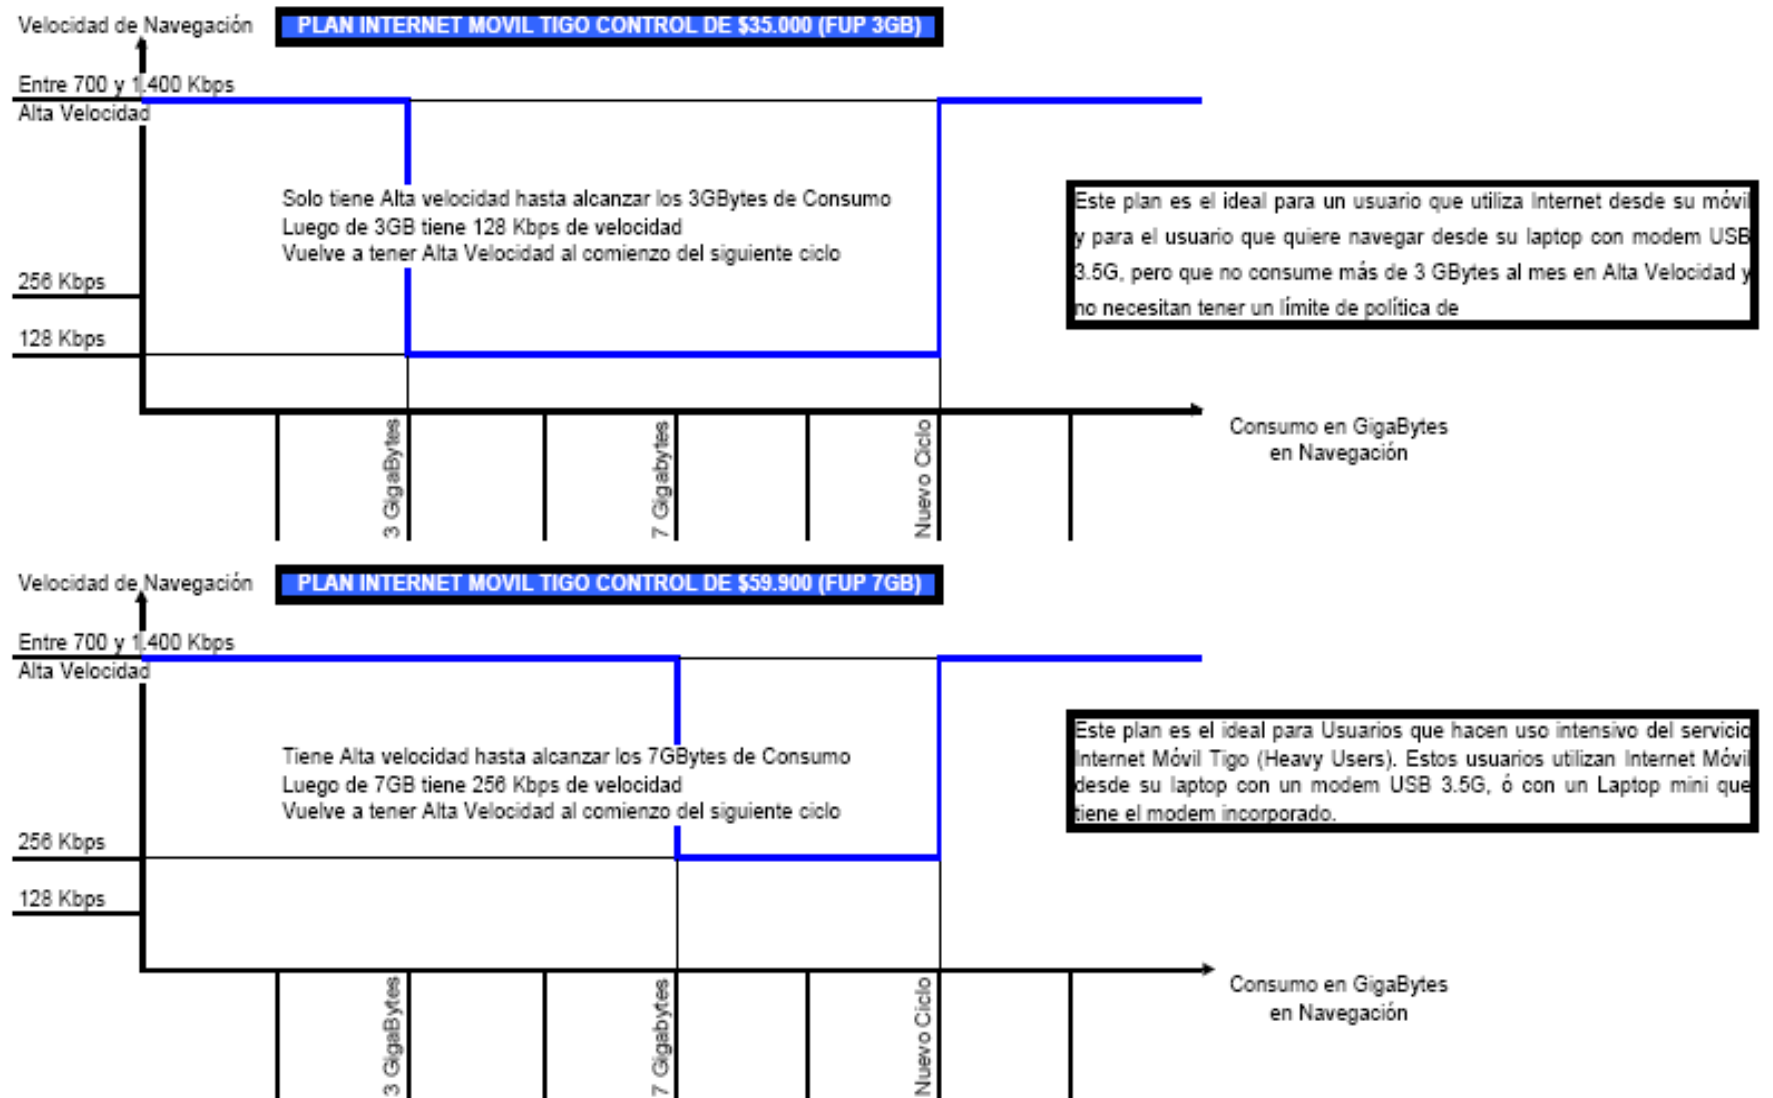 Velocidad de Navegación
PLAN INTERNET MOVIL TIGO CONTROL DE $35.000 (FUP 3GB)
Entre 700 y 1.400 Kbps
Alta Velocidad
Solo tiene Alta velocidad hasta alcanzar los 3GBytes de Consumo
Luego de 3GB tiene 128 Kbps de velocidad
Vuelve a tener Alta Velocidad al comienzo del siguiente ciclo
Este plan es el ideal para un usuario que utiliza Internet desde su móvil
y para el usuario que quiere navegar desde su laptop con modem USB
3.5G, pero que no consume más de 3 GBytes al mes en Alta Velocidad y
no necesitan tener un límite de política de
256 Kbps
128 Kbps
3 GigaBytes
7 Gigabytes
Nuevo Ciclo
Consumo en GigaBytes
en Navegación
Velocidad de Navegación
PLAN INTERNET MOVIL TIGO CONTROL DE $59.900 (FUP 7GB)
Entre 700 y 1.400 Kbps
Alta Velocidad
Tiene Alta velocidad hasta alcanzar los 7GBytes de Consumo
Luego de 7GB tiene 256 Kbps de velocidad
Vuelve a tener Alta Velocidad al comienzo del siguiente ciclo
Este plan es el ideal para Usuarios que hacen uso intensivo del servicio
Internet Móvil Tigo (Heavy Users). Estos usuarios utilizan Internet Móvil
desde su laptop con un modem USB 3.5G, ó con un Laptop mini que
tiene el modem incorporado.
256 Kbps
128 Kbps
3 GigaBytes
7 Gigabytes
Nuevo Ciclo
Consumo en GigaBytes
en Navegación